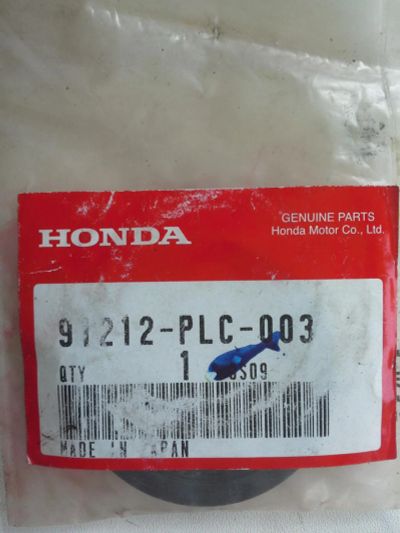 GENUINE PARTS
HONDA
Honda Motor Co., Ltd.
91212-PLC-003
QTY
1
MADE IN JAPAN